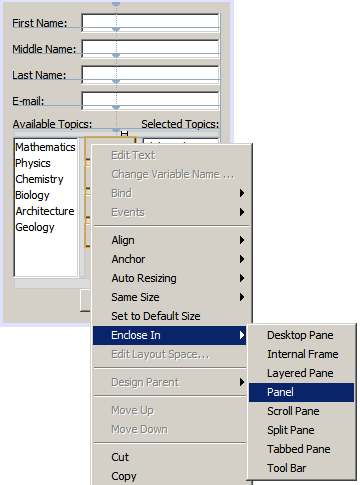 First Name:
Middle Name:
Last Name:
E-mail:
Available Topics: Selected Topics:
Mathematics
Physics
Chemistry
Biology
Architecture
Geology
Edit Text
Change Variable Name ...
Bind
Events
Align
Anchor
Auto Resizing
Same Size
Set to Default Size
Enclose In
Edit Layout Space...
Design Parent
Move Up
Move Down
Cut
Copy
Desktop Pane
Internal Frame
Layered Pane
Panel
Scroll Pane
Split Pane
Tabbed Pane
Tool Bar